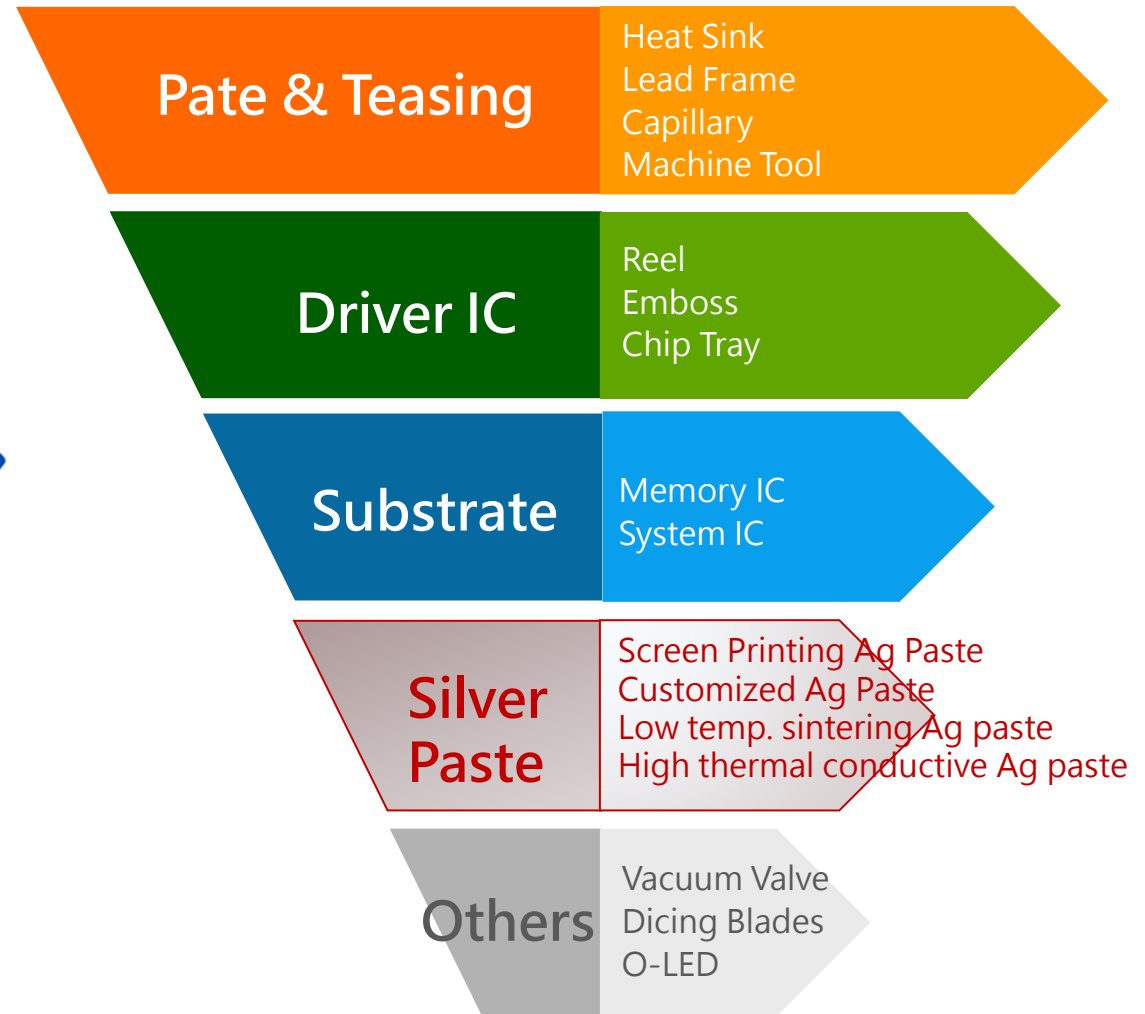 Pate & Teasing
Heat Sink
Lead Frame
Capillary
Machine Tool
Driver IC
Reel
Emboss
Chip Tray
Substrate
Memory IC
System IC
Silver
Paste
Screen Printing Ag Paste
Customized Ag Paste
Low temp. sintering Ag paste
High thermal conductive Ag paste
Others
Vacuum Valve
Dicing Blades
O-LED